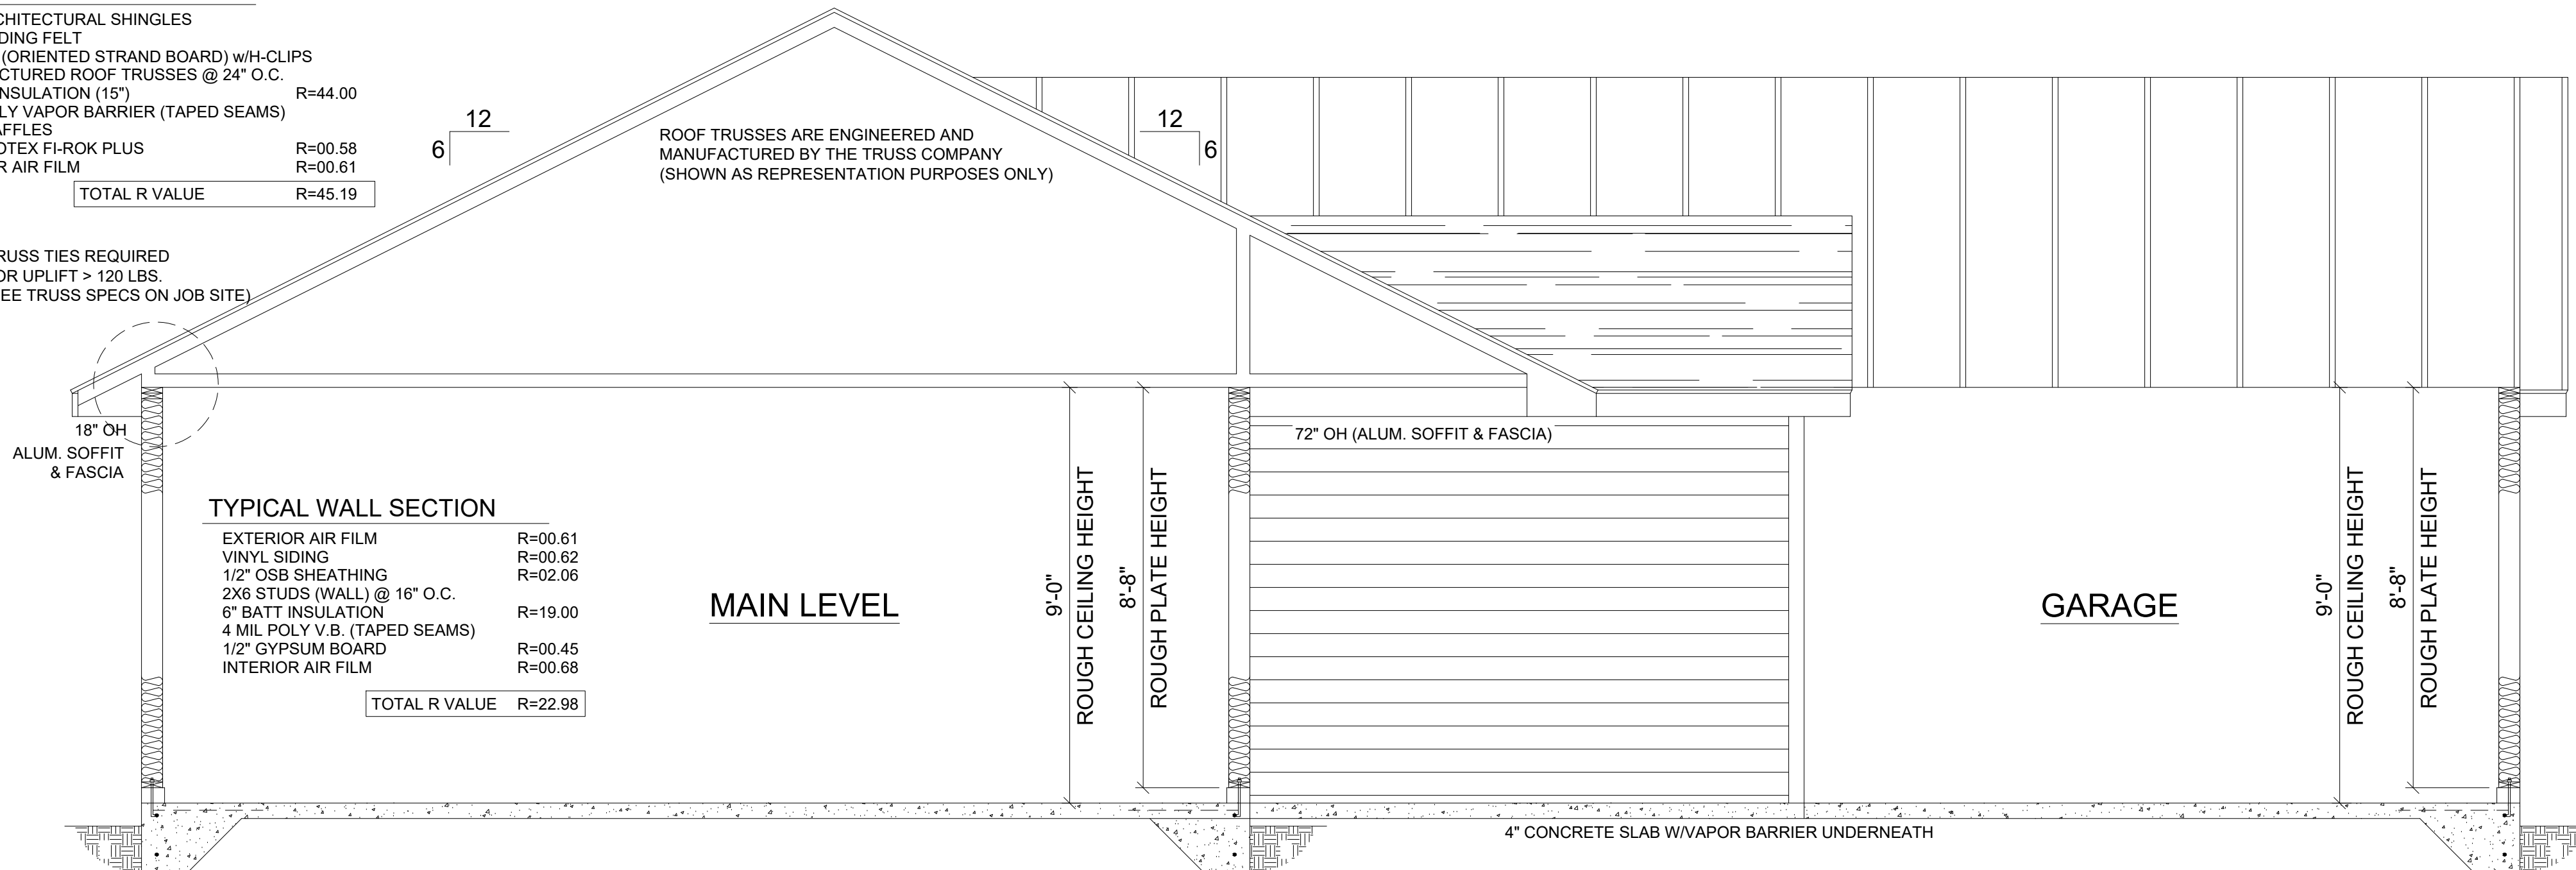 CHITECTURAL SHINGLES
DING FELT
(ORIENTED STRAND BOARD) w/H-CLIPS
CTURED ROOF TRUSSES @ 24" O.C.
NSULATION (15") R=44.00
LY VAPOR BARRIER (TAPED SEAMS)
AFFLES
OTEX FI-ROK PLUS R=00.58
R AIR FILM R=00.61
TOTAL R VALUE R=45.19
RUSS TIES REQUIRED
OR UPLIFT > 120 LBS.
EE TRUSS SPECS ON JOB SITE)
12
6
ROOF TRUSSES ARE ENGINEERED AND
MANUFACTURED BY THE TRUSS COMPANY
(SHOWN AS REPRESENTATION PURPOSES ONLY)
12
6
18" OH
ALUM. SOFFIT
& FASCIA
72" OH (ALUM. SOFFIT & FASCIA)
TYPICAL WALL SECTION
EXTERIOR AIR FILM R=00.61
VINYL SIDING R=00.62
1/2" OSB SHEATHING R=02.06
2X6 STUDS (WALL) @ 16" O.C.
6" BATT INSULATION R=19.00
4 MIL POLY V.B. (TAPED SEAMS)
1/2" GYPSUM BOARD R=00.45
INTERIOR AIR FILM R=00.68
TOTAL R VALUE R=22.98
MAIN LEVEL
9'-0"
ROUGH CEILING HEIGHT
8'-8"
ROUGH PLATE HEIGHT
GARAGE
9'-0"
ROUGH CEILING HEIGHT
8'-8"
ROUGH PLATE HEIGHT
4" CONCRETE SLAB W/VAPOR BARRIER UNDERNEATH